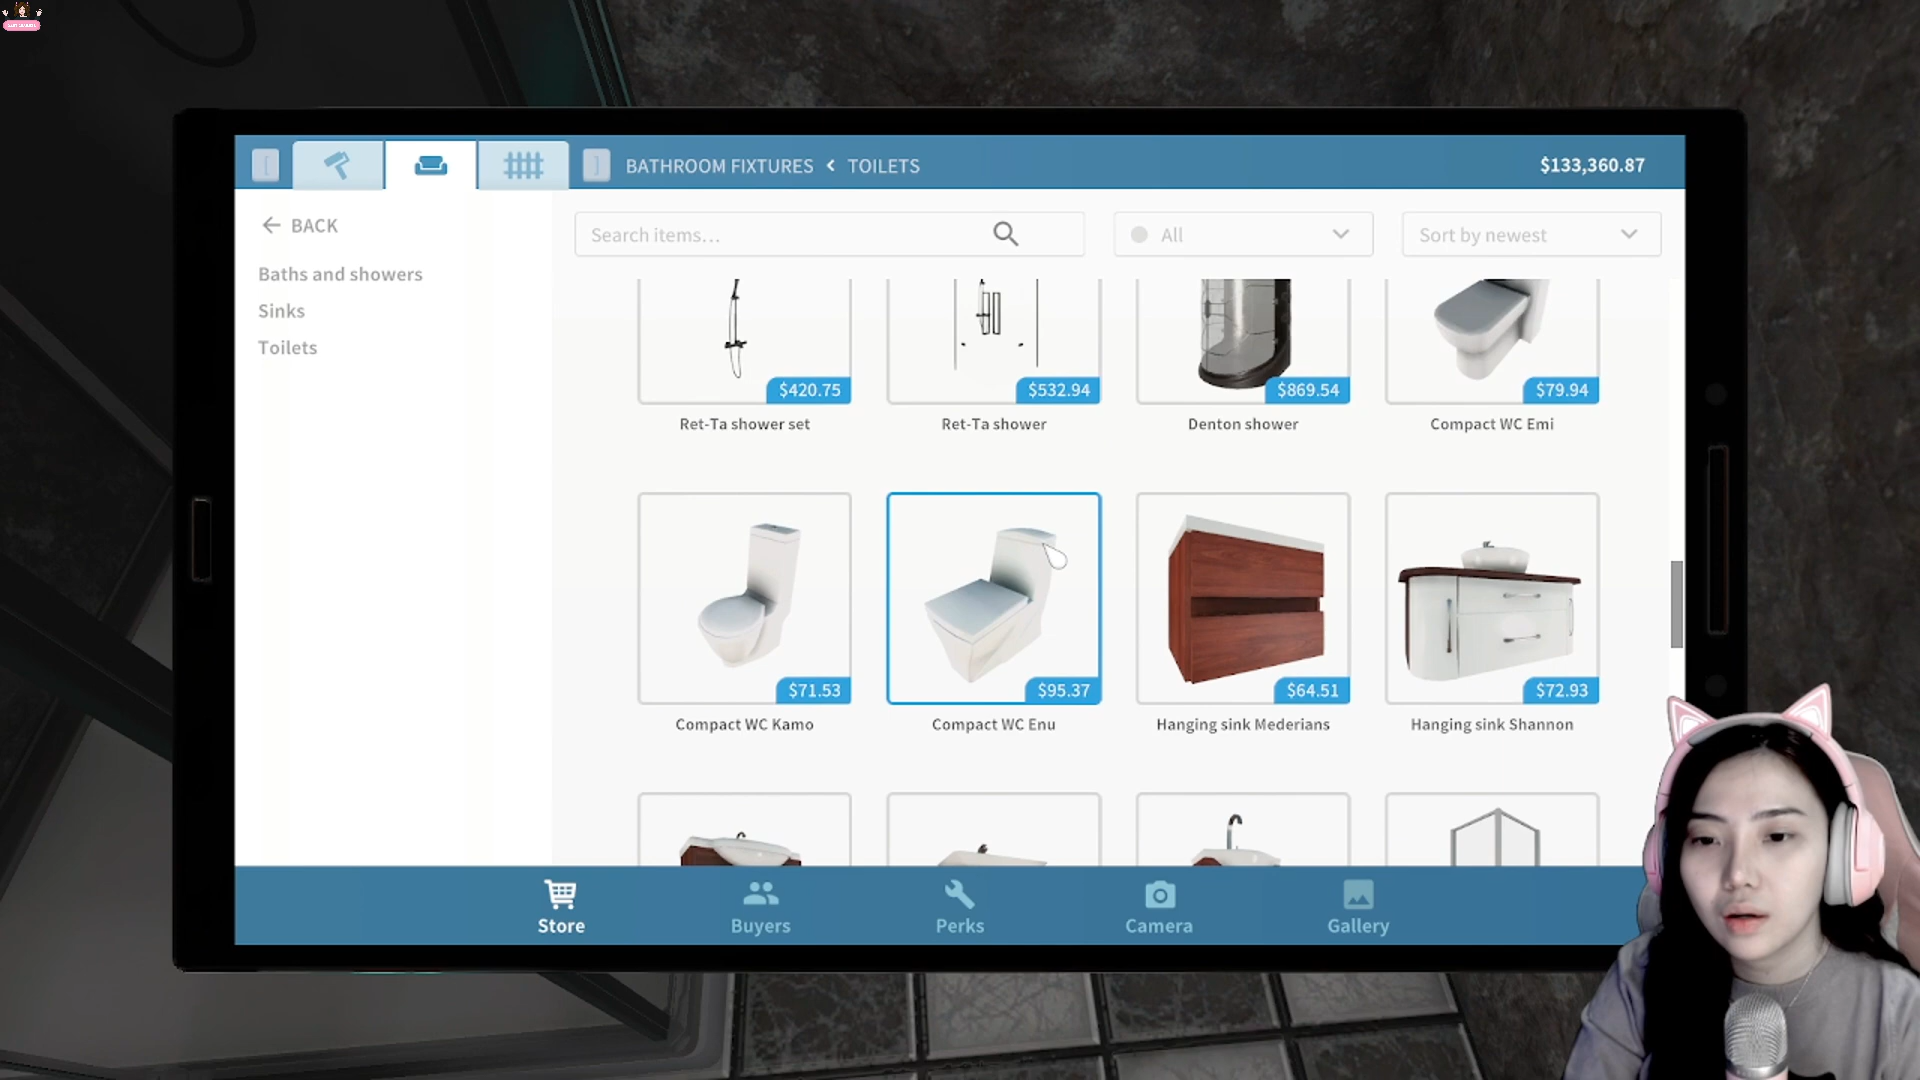 BATHROOM FIXTURES < TOILETS
$133,360.87
BACK
Search items...
All
Sort by newest
Baths and showers
Sinks
Toilets
$420.75
$532.94
$869.54
$79.94
Ret-Ta shower set
Ret-Ta shower
Denton shower
Compact WC Emi
$71.53
$95.37
$64.51
$72.93
Compact WC Kamo
Compact WC Enu
Hanging sink Mederians
Hanging sink Shannon
Store
Buyers
Perks
Camera
Gallery